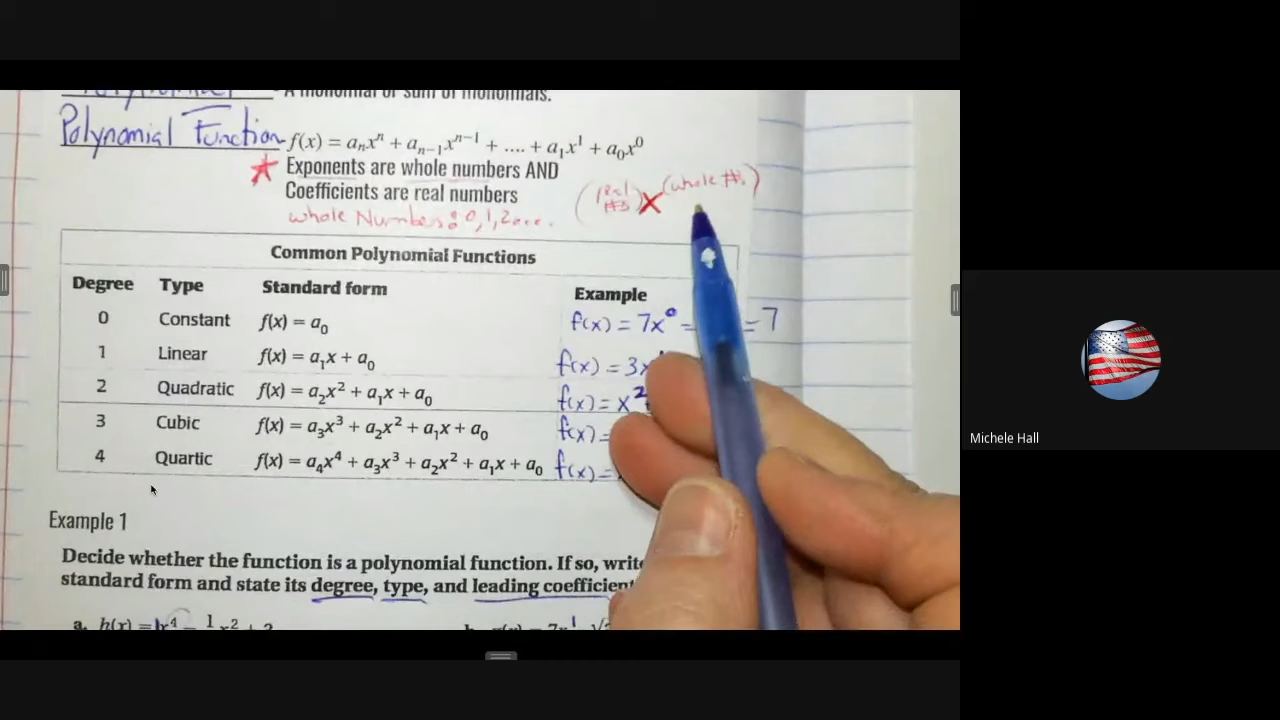 A monomial or sum of monomials.
Polynomial Function f(x) = aₙxⁿ + aₙ₋₁xⁿ⁻¹ + .... + a₁x¹ + a₀x⁰
Exponents are whole numbers AND
Coefficients are real numbers
(real #s)x(whole #s)
Whole Numbers: 0, 1, 2....
Common Polynomial Functions
Degree Type Standard form Example
0 Constant f(x) = a₀ f(x) = 7x⁰ = = 7
1 Linear f(x) = a₁x + a₀ f(x) = 3x
2 Quadratic f(x) = a₂x² + a₁x + a₀ f(x) = x²
3 Cubic f(x) = a₃x³ + a₂x² + a₁x + a₀ f(x) =
4 Quartic f(x) = a₄x⁴ + a₃x³ + a₂x² + a₁x + a₀ f(x) =
Michele Hall
Example 1
Decide whether the function is a polynomial function. If so, write
standard form and state its degree, type, and leading coefficient
a. h(x) =